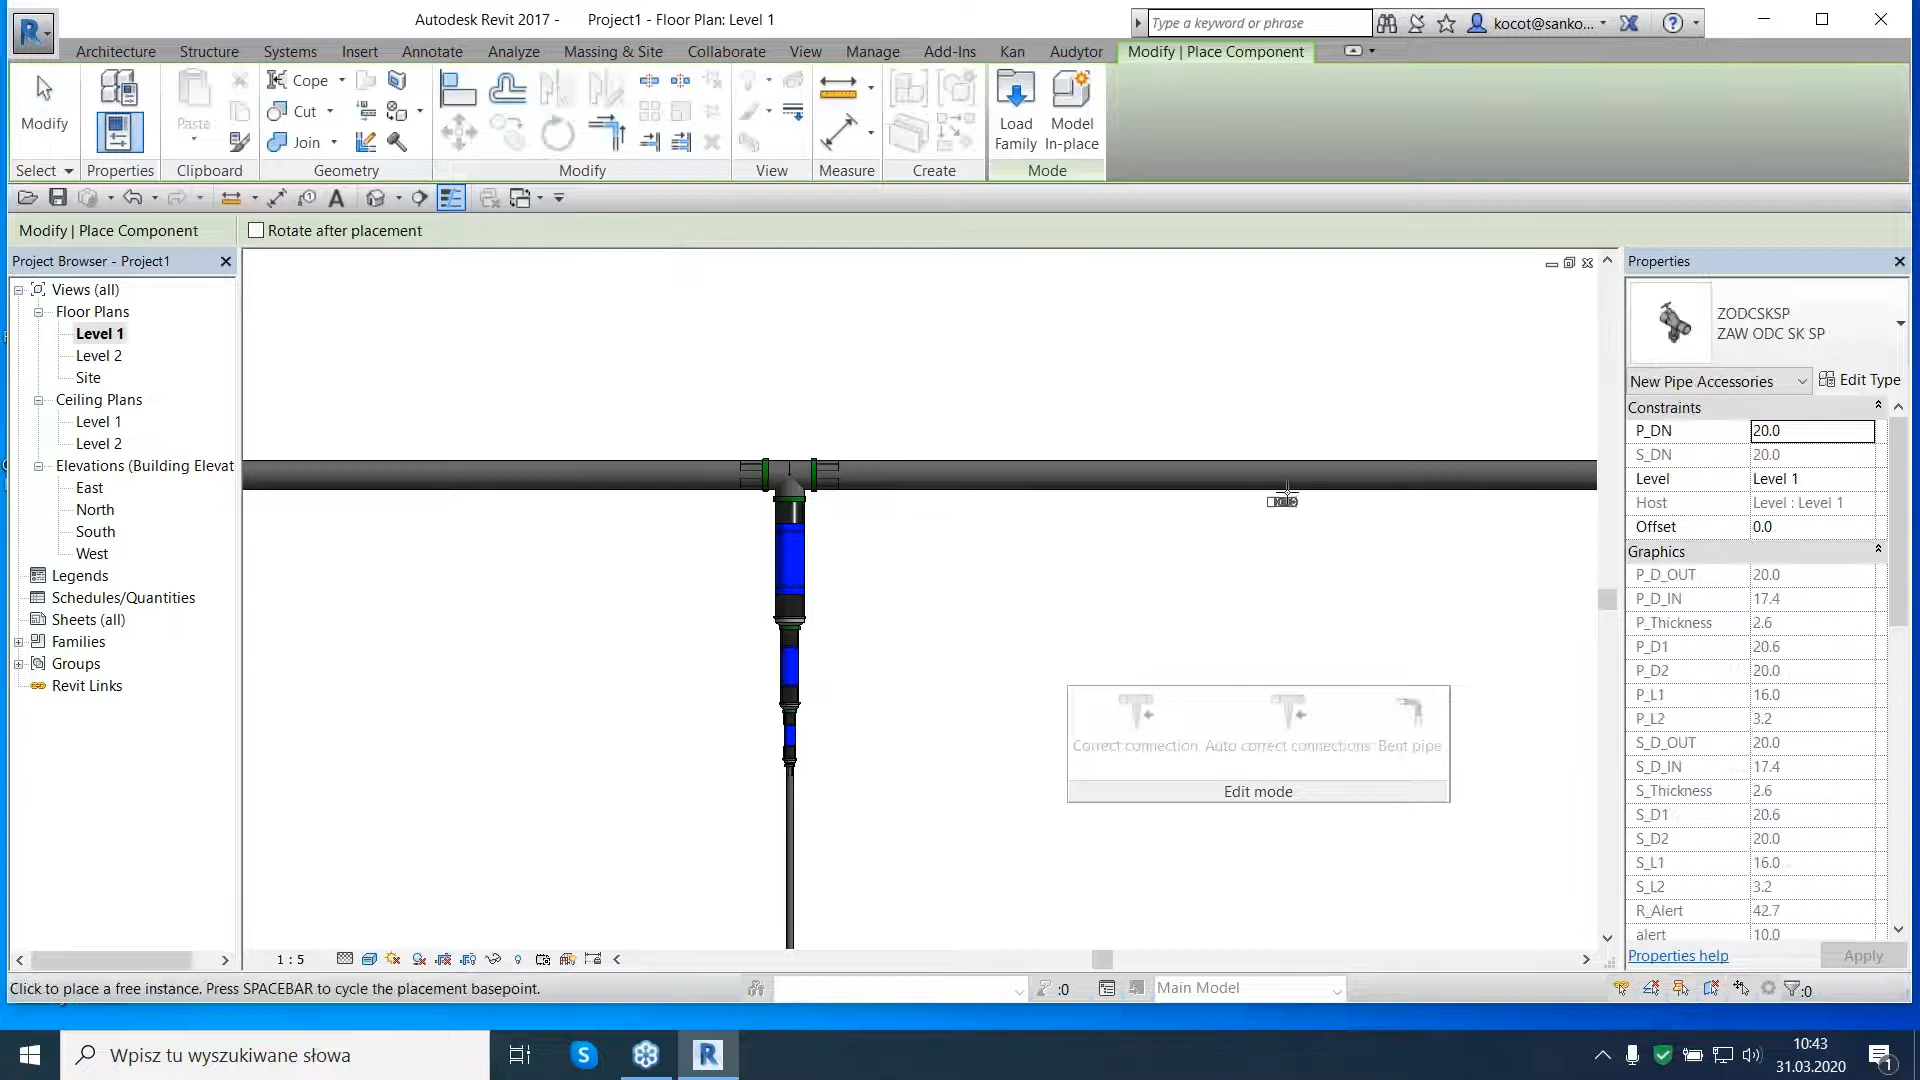 Autodesk Revit 2017 - Project1 - Floor Plan: Level 1
Type a keyword or phrase
kocot@sanko...
Architecture Structure Systems Insert Annotate Analyze Massing & Site Collaborate View Manage Add-Ins Kan Audytor Modify | Place Component
Modify
Paste
Cope
Cut
Join
Load Family
Model In-place
Select Properties Clipboard Geometry Modify View Measure Create Mode
Modify | Place Component
Rotate after placement
Project Browser - Project1
Views (all)
Floor Plans
Level 1
Level 2
Site
Ceiling Plans
Level 1
Level 2
Elevations (Building Elevat
East
North
South
West
Legends
Schedules/Quantities
Sheets (all)
Families
Groups
Revit Links
Correct connection Auto correct connections Bent pipe
Edit mode
Properties
ZODCSKSP
ZAW ODC SK SP
New Pipe Accessories Edit Type
Constraints
P_DN 20.0
S_DN 20.0
Level Level 1
Host Level : Level 1
Offset 0.0
Graphics
P_D_OUT 20.0
P_D_IN 17.4
P_Thickness 2.6
P_D1 20.6
P_D2 20.0
P_L1 16.0
P_L2 3.2
S_D_OUT 20.0
S_D_IN 17.4
S_Thickness 2.6
S_D1 20.6
S_D2 20.0
S_L1 16.0
S_L2 3.2
R_Alert 42.7
alert 10.0
Properties help Apply
1 : 5
Click to place a free instance. Press SPACEBAR to cycle the placement basepoint.
:0
Main Model
:0
Wpisz tu wyszukiwane słowa
10:43
31.03.2020
1